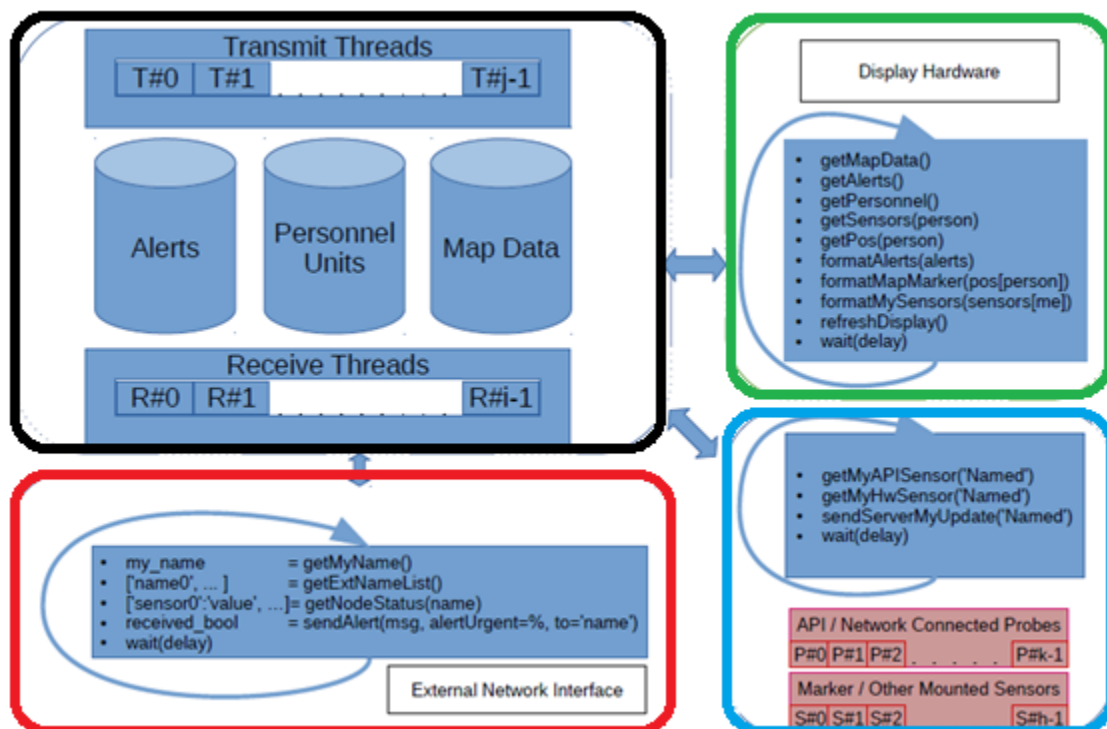 Transmit Threads
T#0 T#1 . . . . . . . . . . T#j-1
Alerts
Personnel
Units
Map Data
Receive Threads
R#0 R#1 . . . . . . . . . . R#i-1
Display Hardware
• getMapData()
• getAlerts()
• getPersonnel()
• getSensors(person)
• getPos(person)
• formatAlerts(alerts)
• formatMapMarker(pos[person])
• formatMySensors(sensors[me])
• refreshDisplay()
• wait(delay)
• my_name = getMyName()
• ['name0', ... ] = getExtNameList()
• ['sensor0':'value', ...]= getNodeStatus(name)
• received_bool = sendAlert(msg, alertUrgent=%, to='name')
• wait(delay)
External Network Interface
• getMyAPISensor('Named')
• getMyHwSensor('Named')
• sendServerMyUpdate('Named')
• wait(delay)
API / Network Connected Probes
P#0 P#1 P#2 . . . . . P#k-1
Marker / Other Mounted Sensors
S#0 S#1 S#2 S#h-1